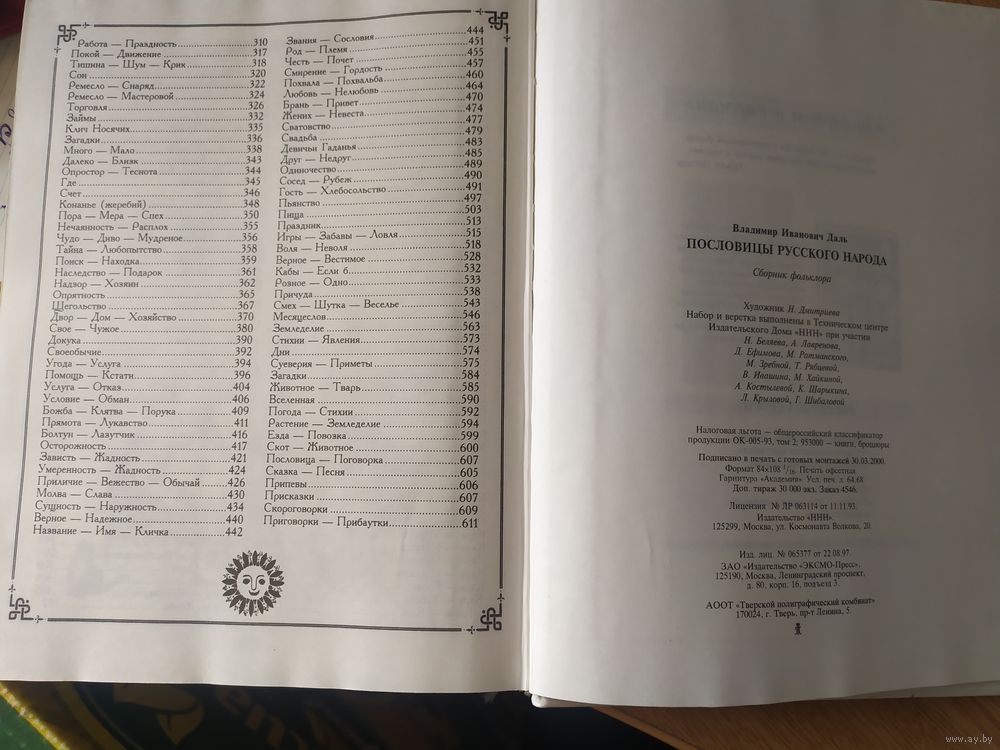 Работа — Праздность 310
Покой — Движение 317
Тишина — Шум — Крик 318
Сон 320
Ремесло — Снаряд 322
Ремесло — Мастеровой 324
Торговля 326
Займы 332
Клич Носячих 335
Загадки 336
Много — Мало 338
Далеко — Близк 343
Опростор — Теснота 344
Где 345
Счет 346
Конанье (жеребий) 348
Пора — Мера — Спех 350
Нечаянность — Расплох 355
Чудо — Диво — Мудреное 356
Тайна — Любопытство 358
Поиск — Находка 359
Наследство — Подарок 361
Надзор — Хозяин 362
Опрятность 365
Щегольство 367
Двор — Дом — Хозяйство 370
Свое — Чужое 380
Докука 390
Своеобычие 392
Угода — Услуга 394
Помощь — Кстати 396
Услуга — Отказ 404
Условие — Обман 406
Божба — Клятва — Порука 409
Прямота — Лукавство 411
Болтун — Лазутчик 416
Осторожность 417
Зависть — Жадность 421
Умеренность — Жадность 424
Приличие — Вежество — Обычай 426
Молва — Слава 430
Сущность — Наружность 434
Верное — Надежное 440
Название — Имя — Кличка 442
Звания — Сословия 444
Род — Племя 451
Честь — Почет 455
Смирение — Гордость 457
Похвала — Похвальба 460
Любовь — Нелюбовь 464
Брань — Привет 470
Жених — Невеста 474
Сватовство 477
Свадьба 479
Девичьи Гаданья 483
Друг — Недруг 485
Одиночество 489
Сосед — Рубеж 490
Гость — Хлебосольство 491
Пьянство 497
Пища 503
Праздник 513
Игры — Забавы — Ловля 515
Воля — Неволя 518
Верное — Вестимое 528
Кабы — Если б 532
Розное — Одно 533
Причуда 538
Смех — Шутка — Веселье 543
Месяцеслов 546
Земледелие 563
Стихии — Явления 573
Дни 574
Суеверия — Приметы 575
Загадки 584
Животное — Тварь 585
Вселенная 590
Погода — Стихии 592
Растение — Земледелие 594
Езда — Повозка 599
Скот — Животное 600
Пословица — Поговорка 607
Сказка — Песня 605
Припевы 606
Присказки 607
Скороговорки 609
Приговорки — Прибаутки 611
Владимир Иванович Даль
ПОСЛОВИЦЫ РУССКОГО НАРОДА
Сборник фольклора
Художник Н. Дмитриева
Набор и верстка выполнены в Техническом центре
Издательского Дома «ННН» при участии
Н. Беляева, А. Лавренова,
Д. Ефимова, М. Ратманского,
М. Зребной, Т. Рябцевой,
В. Ивашина, М. Хайкиной,
А. Костылевой, К. Шарыкина,
Л. Крыловой, Г. Шибаловой
Налоговая льгота — общероссийский классификатор
продукции ОК-005-93, том 2; 953000 — книги, брошюры
Подписано в печать с готовых монтажей 30.03.2000.
Формат 84×108 1/16. Печать офсетная.
Гарнитура «Академия» Усл. печ. л. 64,68
Доп. тираж 30 000 экз. Заказ 4546.
Лицензия № ЛР 063114 от 11.11.93.
Издательство «ННН».
125299, Москва, ул. Космонавта Волкова, 20.
Изд. лиц. № 065377 от 22.08.97.
ЗАО «Издательство «ЭКСМО-Пресс».
125190, Москва, Ленинградский проспект,
д. 80, корп. 16, подъезд 3.
АООТ «Тверской полиграфический комбинат»
170024, г. Тверь, пр-т Ленина, 5.
www.ay.by